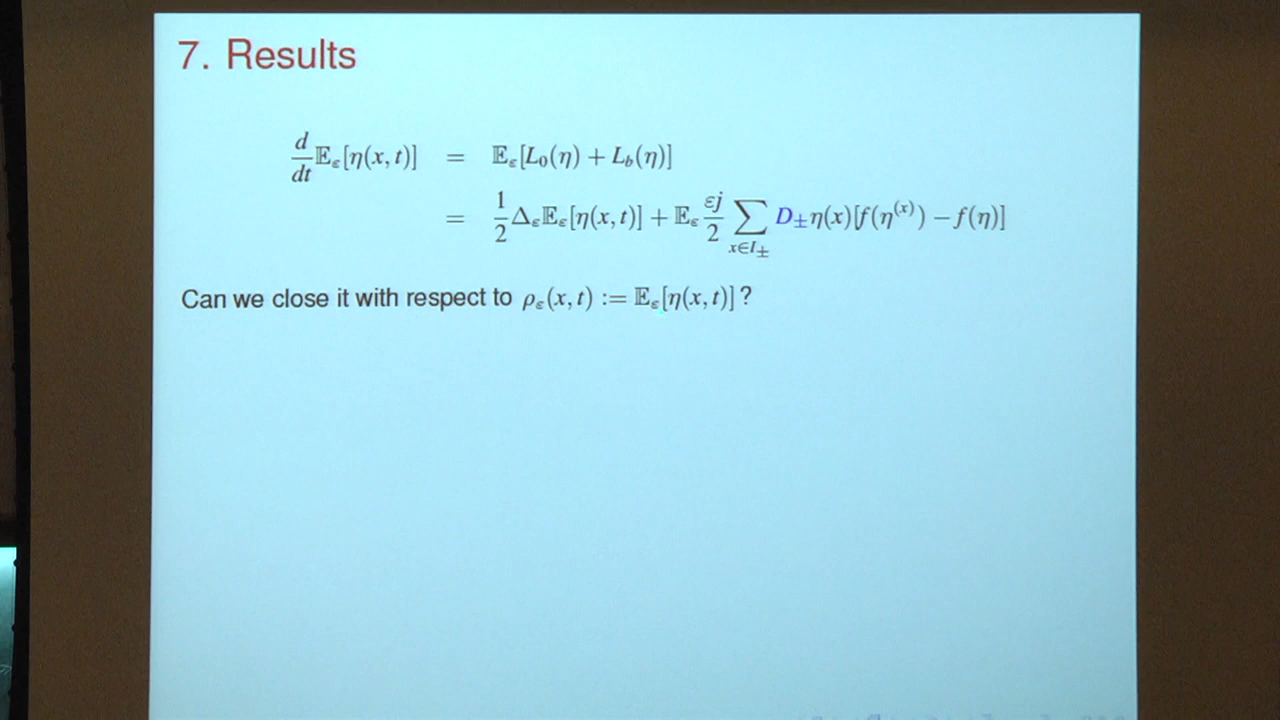 7. Results
d/dt 𝔼_ε[η(x, t)] = 𝔼_ε[L_0(η) + L_b(η)]
= 1/2 Δ_ε 𝔼_ε[η(x, t)] + 𝔼_ε εj/2 ∑_{x∈I_±} D_± η(x)[f(η^{(x)}) − f(η)]
Can we close it with respect to ρ_ε(x, t) := 𝔼_ε[η(x, t)] ?